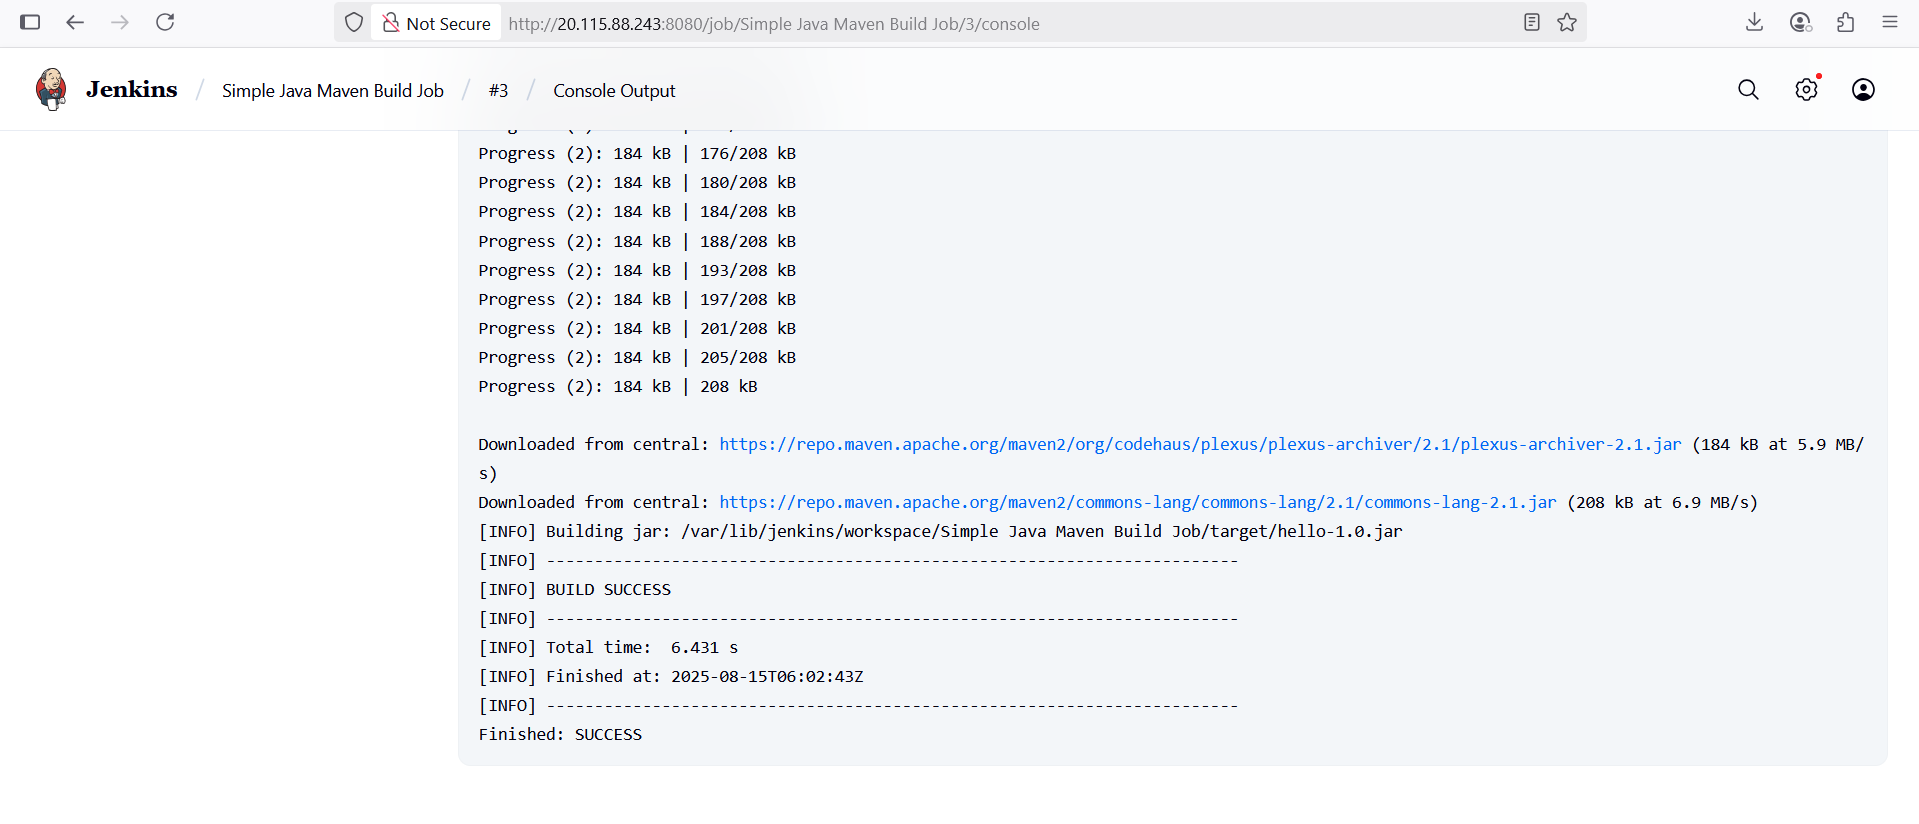 Not Secure http://20.115.88.243:8080/job/Simple Java Maven Build Job/3/console
Jenkins / Simple Java Maven Build Job / #3 / Console Output
Progress (2): 184 kB | 176/208 kB
Progress (2): 184 kB | 180/208 kB
Progress (2): 184 kB | 184/208 kB
Progress (2): 184 kB | 188/208 kB
Progress (2): 184 kB | 193/208 kB
Progress (2): 184 kB | 197/208 kB
Progress (2): 184 kB | 201/208 kB
Progress (2): 184 kB | 205/208 kB
Progress (2): 184 kB | 208 kB
Downloaded from central: https://repo.maven.apache.org/maven2/org/codehaus/plexus/plexus-archiver/2.1/plexus-archiver-2.1.jar (184 kB at 5.9 MB/
s)
Downloaded from central: https://repo.maven.apache.org/maven2/commons-lang/commons-lang/2.1/commons-lang-2.1.jar (208 kB at 6.9 MB/s)
[INFO] Building jar: /var/lib/jenkins/workspace/Simple Java Maven Build Job/target/hello-1.0.jar
[INFO] ------------------------------------------------------------------------
[INFO] BUILD SUCCESS
[INFO] ------------------------------------------------------------------------
[INFO] Total time:  6.431 s
[INFO] Finished at: 2025-08-15T06:02:43Z
[INFO] ------------------------------------------------------------------------
Finished: SUCCESS